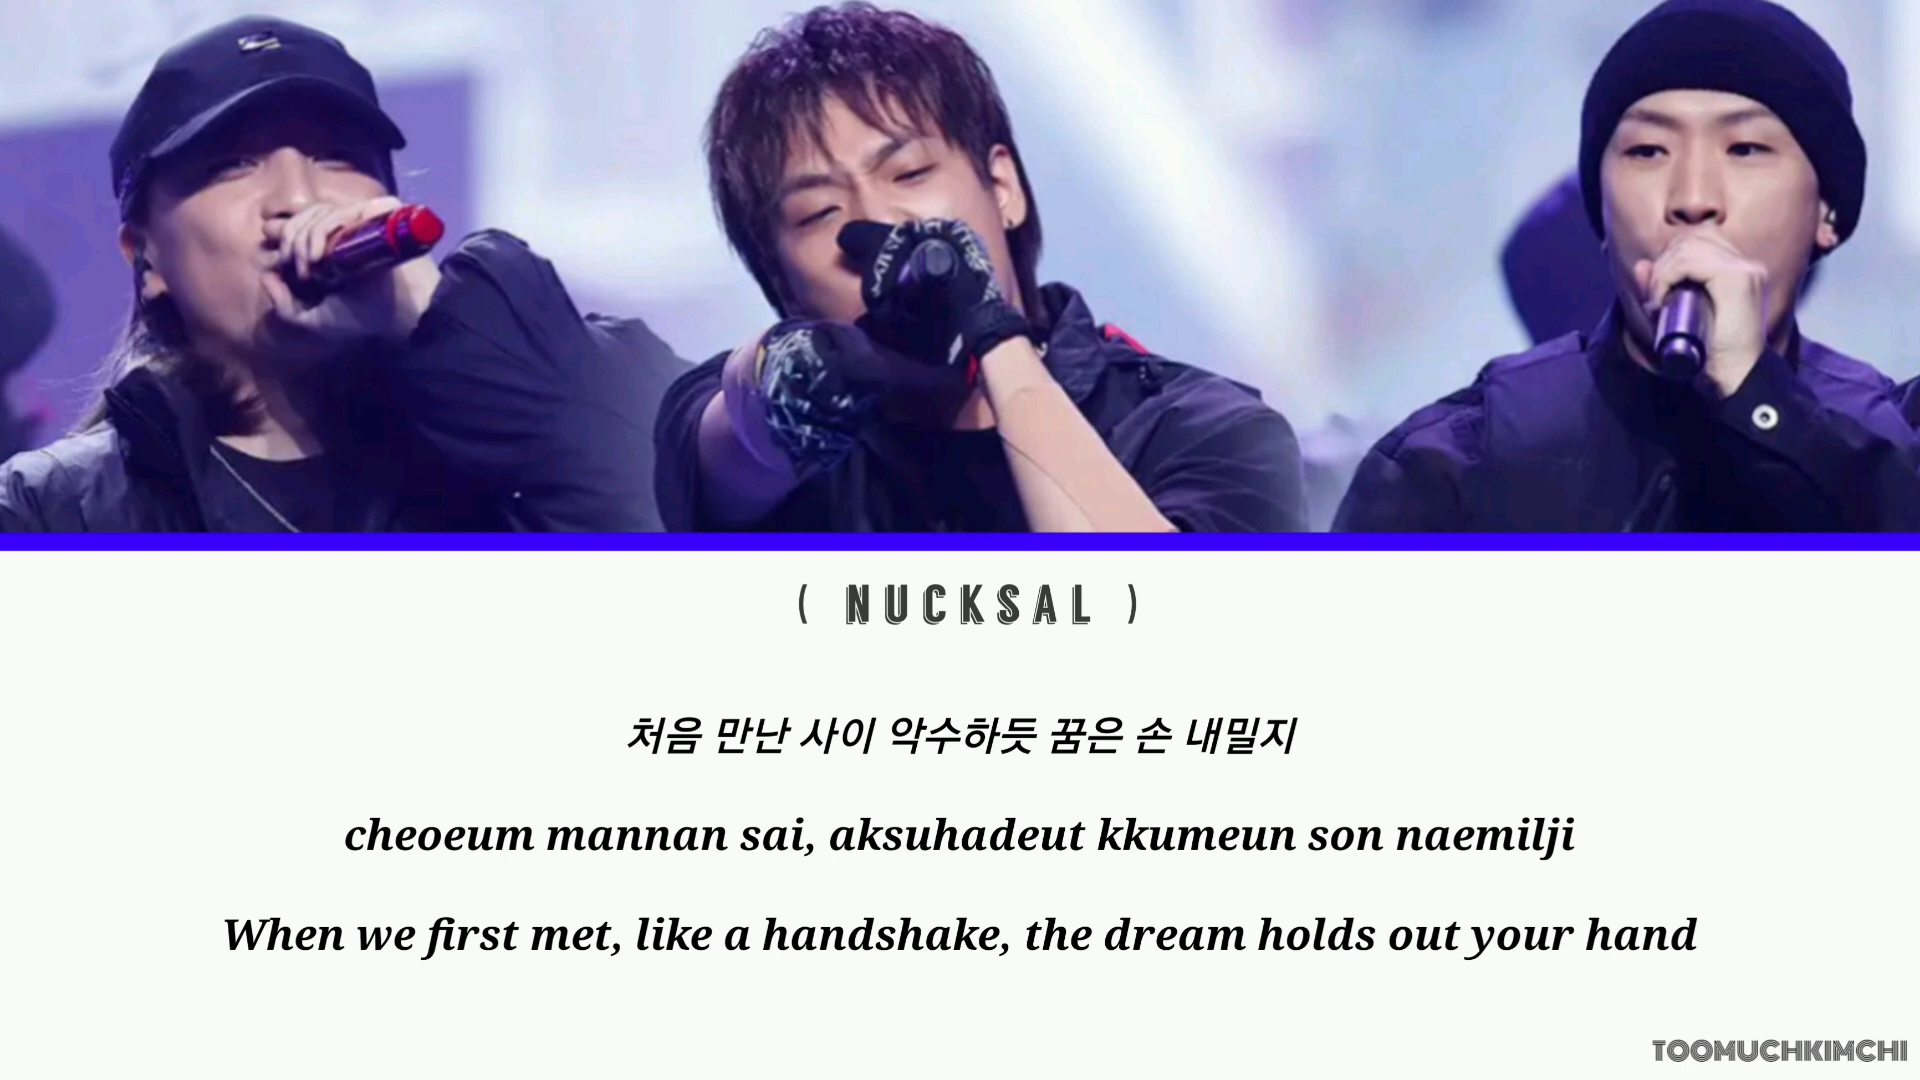 ( NUCKSAL )
처음 만난 사이 악수하듯 꿈은 손 내밀지
cheoeum mannan sai, aksuhadeut kkumeun son naemilji
When we first met, like a handshake, the dream holds out your hand
TOOMUCHKIMCHI